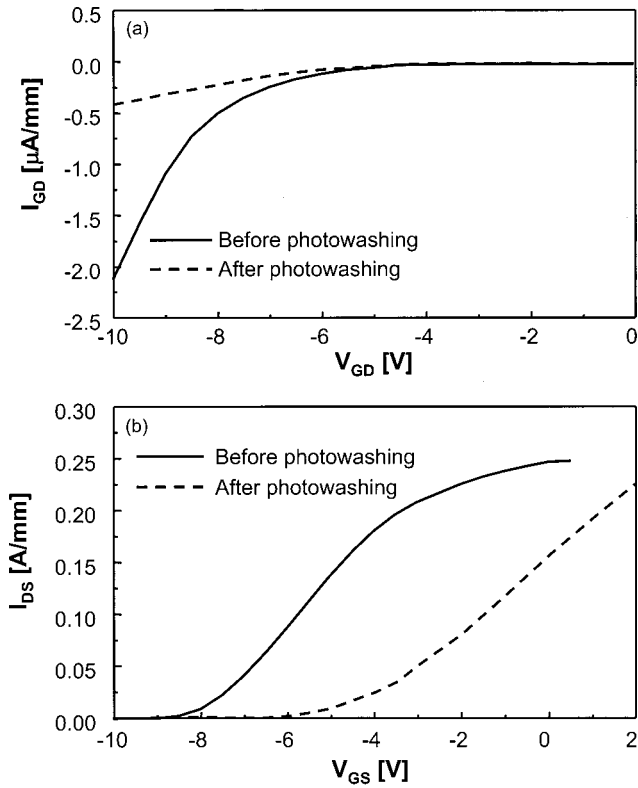 (a)
I_GD [µA/mm]
0.0
-0.5
-1.0
-1.5
-2.0
-2.5
Before photowashing
After photowashing
-10 -8 -6 -4 -2 0
V_GD [V]
(b)
I_DS [A/mm]
0.30
0.25
0.20
0.15
0.10
0.05
0.00
Before photowashing
After photowashing
-10 -8 -6 -4 -2 0 2
V_GS [V]